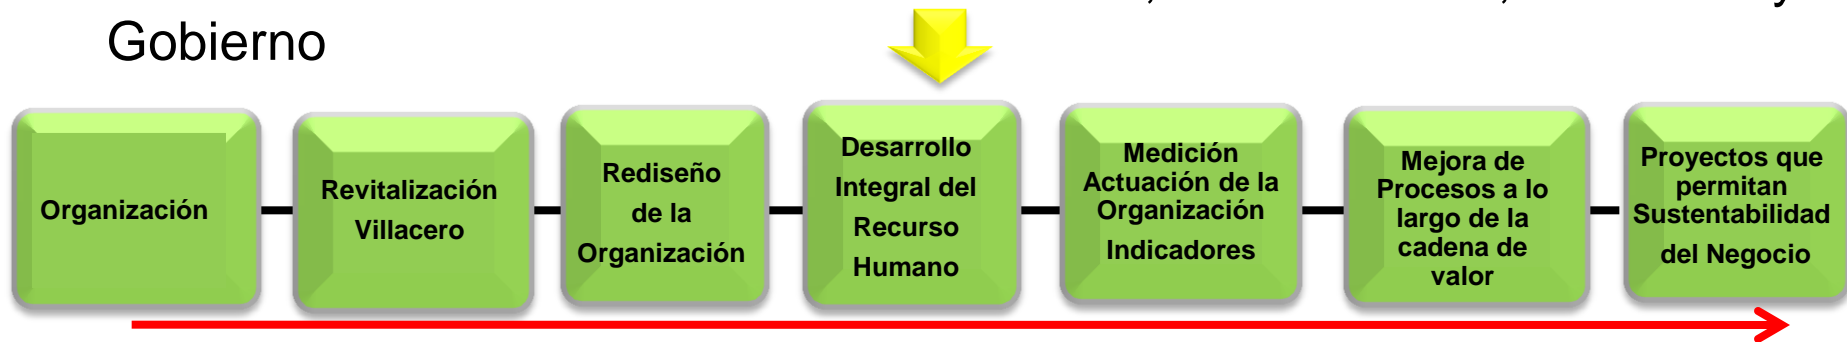 y
Gobierno
Organización
Revitalización
Villacero
Rediseño
de la
Organización
Desarrollo
Integral del
Recurso
Humano
Medición
Actuación de la
Organización
Indicadores
Mejora de
Procesos a lo
largo de la
cadena de
valor
Proyectos que
permitan
Sustentabilidad
del Negocio